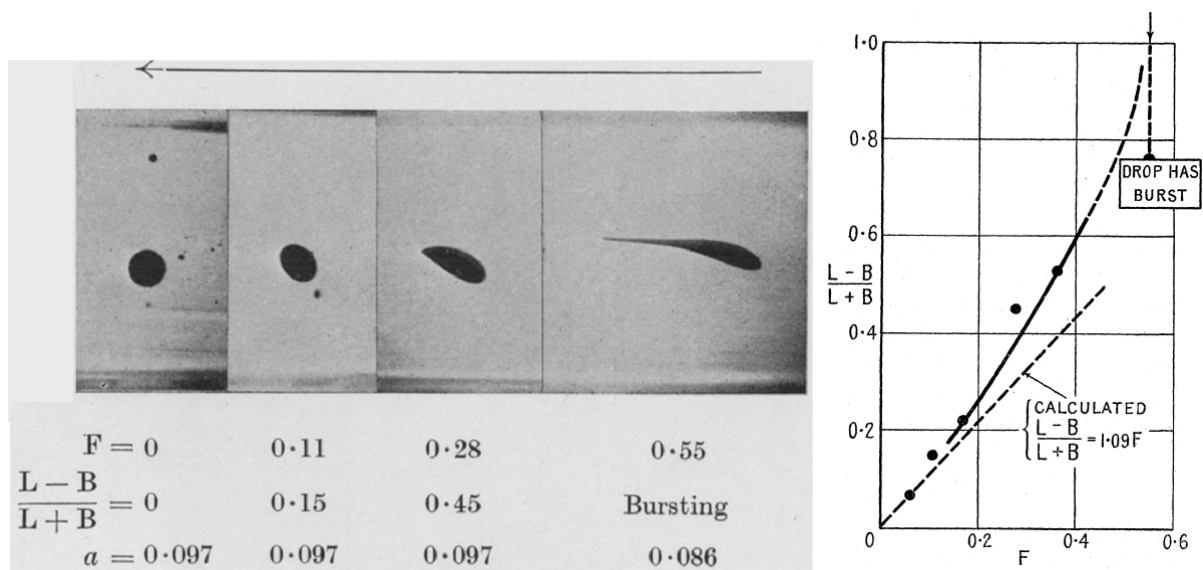 F = 0 0·11 0·28 0·55
L − B
L + B = 0 0·15 0·45 Bursting
a = 0·097 0·097 0·097 0·086
1·0
0·8
0·6
L − B
L + B
0·4
0·2
0
0·2
0·4
0·6
F
DROP HAS
BURST
CALCULATED
L − B
L + B = 1·09F